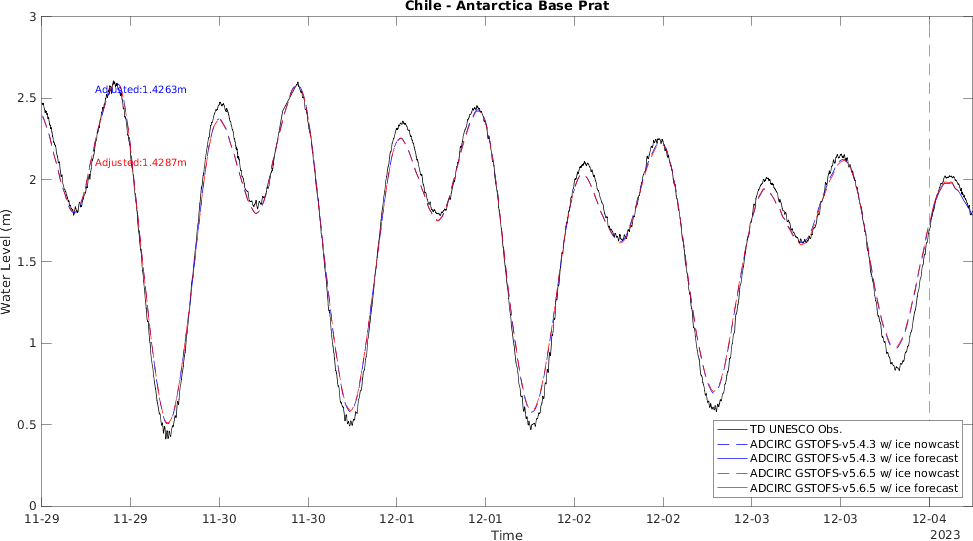 Chile - Antarctica Base Prat
3
2.5
2
1.5
1
0.5
0
Water Level (m)
Adjusted:1.4263m
Adjusted:1.4287m
TD UNESCO Obs.
ADCIRC GSTOFS-v5.4.3 w/ ice nowcast
ADCIRC GSTOFS-v5.4.3 w/ ice forecast
ADCIRC GSTOFS-v5.6.5 w/ ice nowcast
ADCIRC GSTOFS-v5.6.5 w/ ice forecast
11-29 11-29 11-30 11-30 12-01 12-01 12-02 12-02 12-03 12-03 12-04
Time
2023